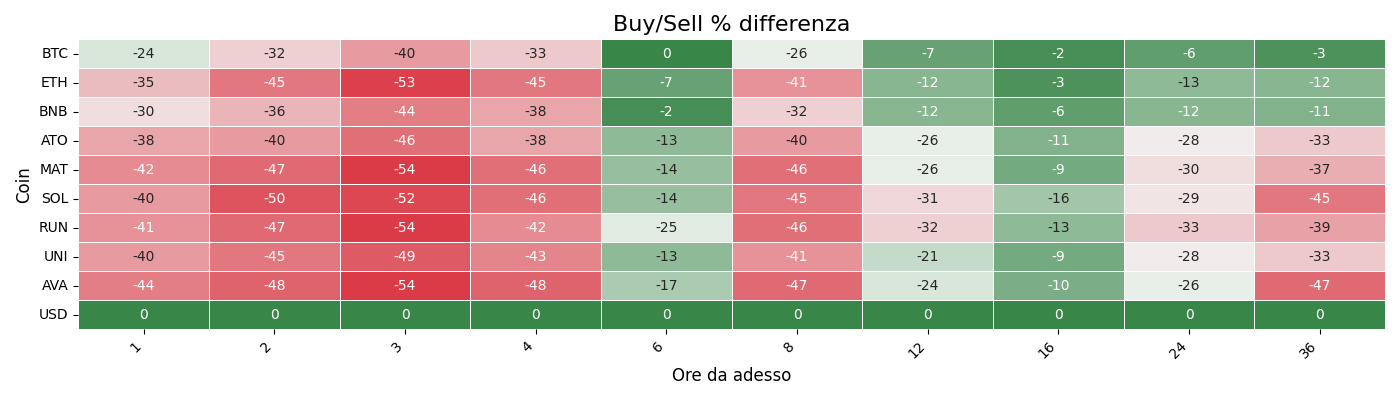 Buy/Sell % differenza
Coin
BTC -24 -32 -40 -33 0 -26 -7 -2 -6 -3
ETH -35 -45 -53 -45 -7 -41 -12 -3 -13 -12
BNB -30 -36 -44 -38 -2 -32 -12 -6 -12 -11
ATO -38 -40 -46 -38 -13 -40 -26 -11 -28 -33
MAT -42 -47 -54 -46 -14 -46 -26 -9 -30 -37
SOL -40 -50 -52 -46 -14 -45 -31 -16 -29 -45
RUN -41 -47 -54 -42 -25 -46 -32 -13 -33 -39
UNI -40 -45 -49 -43 -13 -41 -21 -9 -28 -33
AVA -44 -48 -54 -48 -17 -47 -24 -10 -26 -47
USD 0 0 0 0 0 0 0 0 0 0
1 2 3 4 6 8 12 16 24 36
Ore da adesso